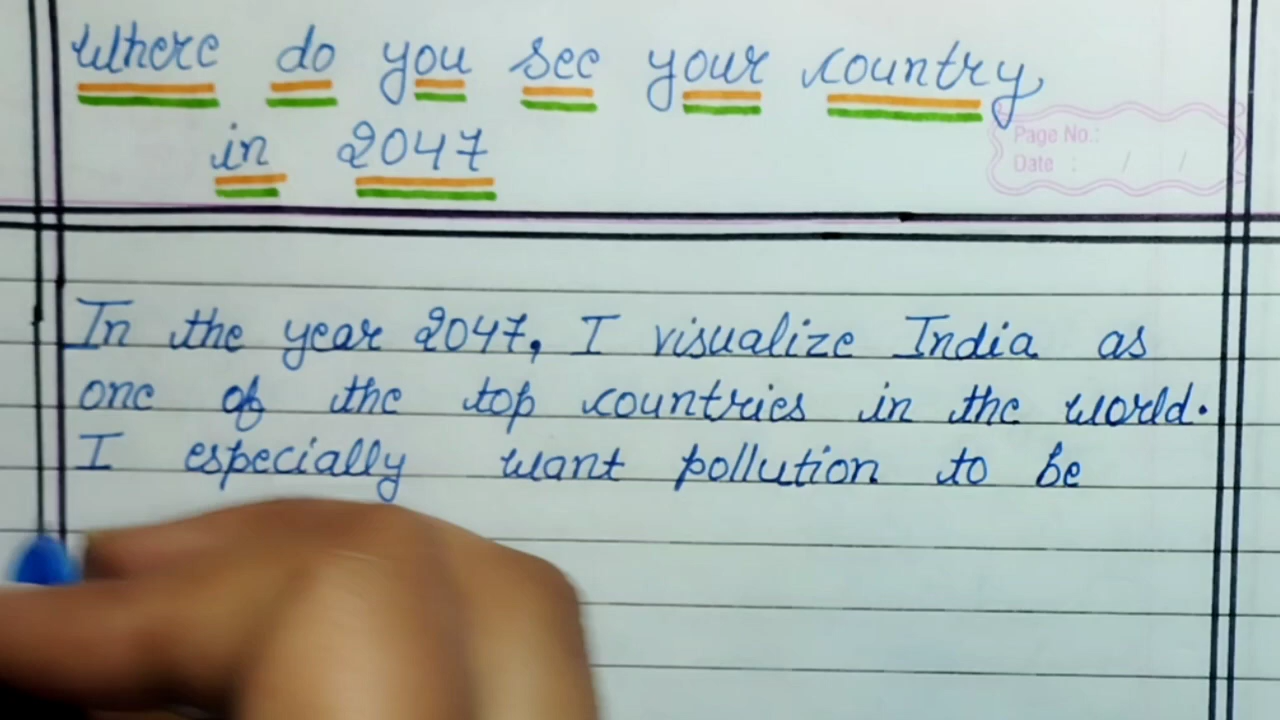 Where do you see your country
in 2047
Page No.:
Date : / /
In the year 2047, I visualize India as
one of the top countries in the world.
I especially want pollution to be